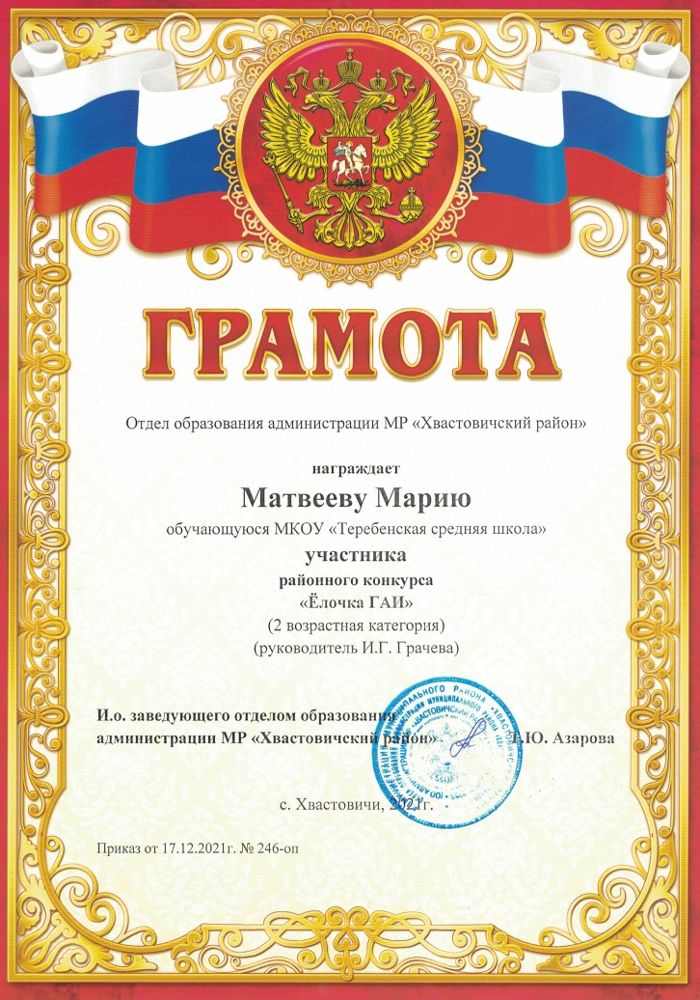 ГРАМОТА
Отдел образования администрации МР «Хвастовичский район»
награждает
Матвееву Марию
обучающуюся МКОУ «Теребенская средняя школа»
участника
районного конкурса
«Ёлочка ГАИ»
(2 возрастная категория)
(руководитель И.Г. Грачева)
И.о. заведующего отделом образования
администрации МР «Хвастовичский район» Т.Ю. Азарова
с. Хвастовичи, 2021г.
Приказ от 17.12.2021г. № 246-оп